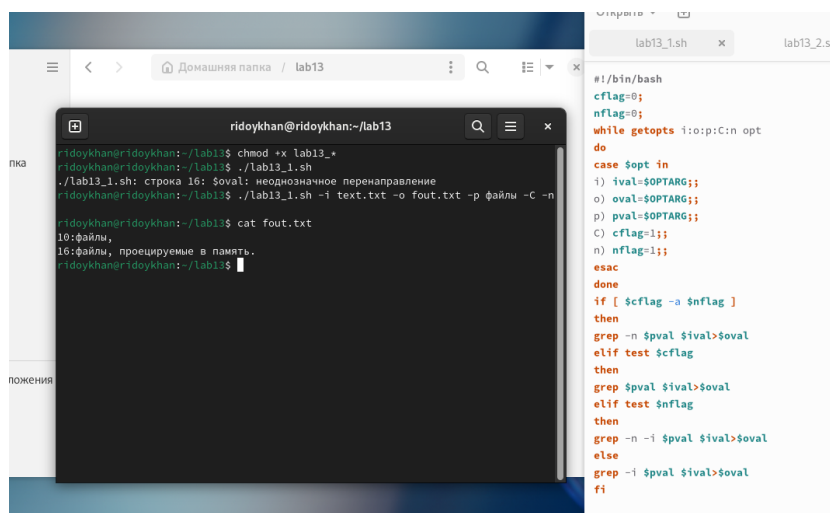 Открыть
lab13_1.sh × lab13_2.s
Домашняя папка / lab13
пка
ложения
ridoykhan@ridoykhan:~/lab13
ridoykhan@ridoykhan:~/lab13$ chmod +x lab13_*
ridoykhan@ridoykhan:~/lab13$ ./lab13_1.sh
./lab13_1.sh: строка 16: $oval: неоднозначное перенаправление
ridoykhan@ridoykhan:~/lab13$ ./lab13_1.sh -i text.txt -o fout.txt -p файлы -C -n
ridoykhan@ridoykhan:~/lab13$ cat fout.txt
10:файлы,
16:файлы, проецируемые в память.
ridoykhan@ridoykhan:~/lab13$
#!/bin/bash
cflag=0;
nflag=0;
while getopts i:o:p:C:n opt
do
case $opt in
i) ival=$OPTARG;;
o) oval=$OPTARG;;
p) pval=$OPTARG;;
C) cflag=1;;
n) nflag=1;;
esac
done
if [ $cflag -a $nflag ]
then
grep -n $pval $ival>$oval
elif test $cflag
then
grep $pval $ival>$oval
elif test $nflag
then
grep -n -i $pval $ival>$oval
else
grep -i $pval $ival>$oval
fi